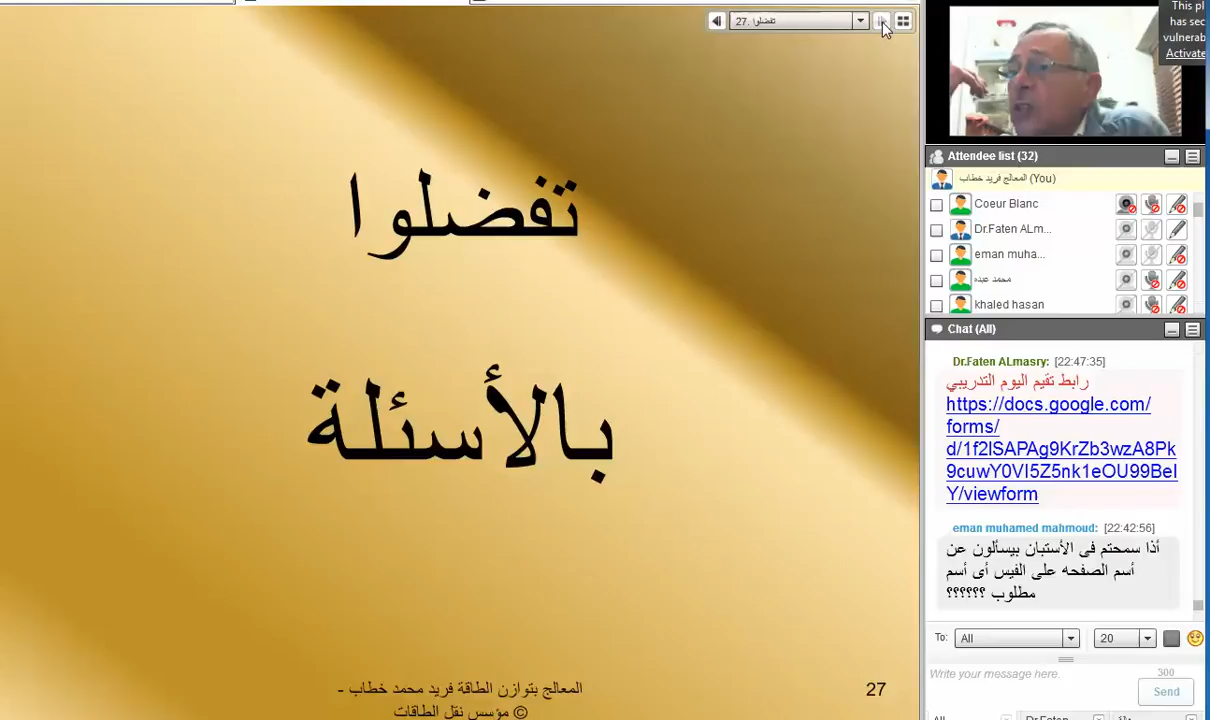 27. تفضلوا
تفضلوا
بالأسئلة
المعالج بتوازن الطاقة فريد محمد خطاب -
© مؤسس نقل الطاقات
27
This pl
has sec
vulnerab
Activate
Attendee list (32)
المعالج فريد خطاب (You)
Coeur Blanc
Dr.Faten ALm...
eman muha...
محمد عبده
khaled hasan
Chat (All)
Dr.Faten ALmasry: [22:47:35]
رابط تقيم اليوم التدريبي
https://docs.google.com/
forms/
d/1f2lSAPAg9KrZb3wzA8Pk
9cuwY0VI5Z5nk1eOU99BeI
Y/viewform
eman muhamed mahmoud: [22:42:56]
أذا سمحتم فى الأستبان بيسألون عن
أسم الصفحه على الفيس أى أسم
مطلوب ؟؟؟؟؟؟
To: All 20
Write your message here. 300
Send
All
Dr.Faten